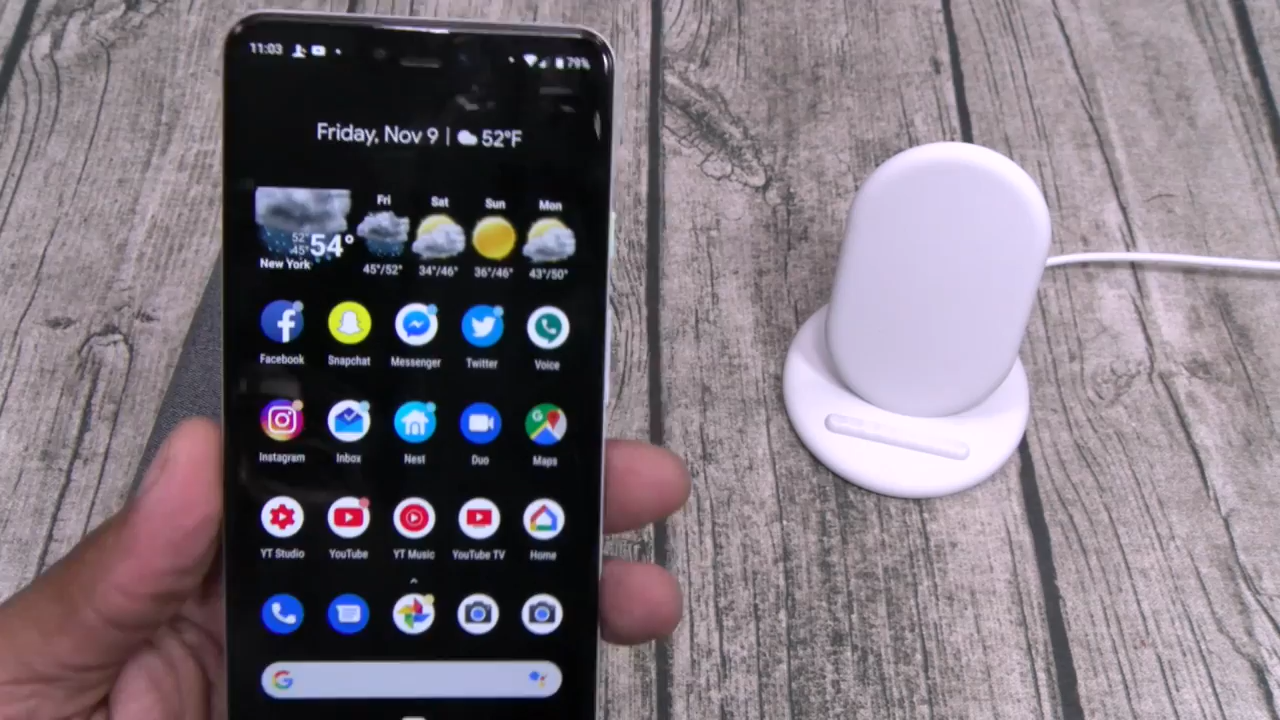 11:03 79%
Friday, Nov 9 | 52°F
Fri Sat Sun Mon
52° 45° 54°
New York 45°/52° 34°/46° 36°/46° 43°/50°
Facebook Snapchat Messenger Twitter Voice
Instagram Inbox Nest Duo Maps
YT Studio YouTube YT Music YouTube TV Home
G